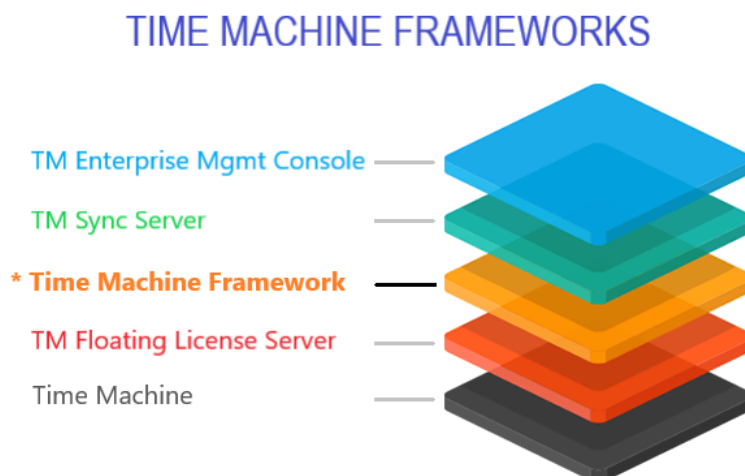 TIME MACHINE FRAMEWORKS
TM Enterprise Mgmt Console
TM Sync Server
* Time Machine Framework
TM Floating License Server
Time Machine